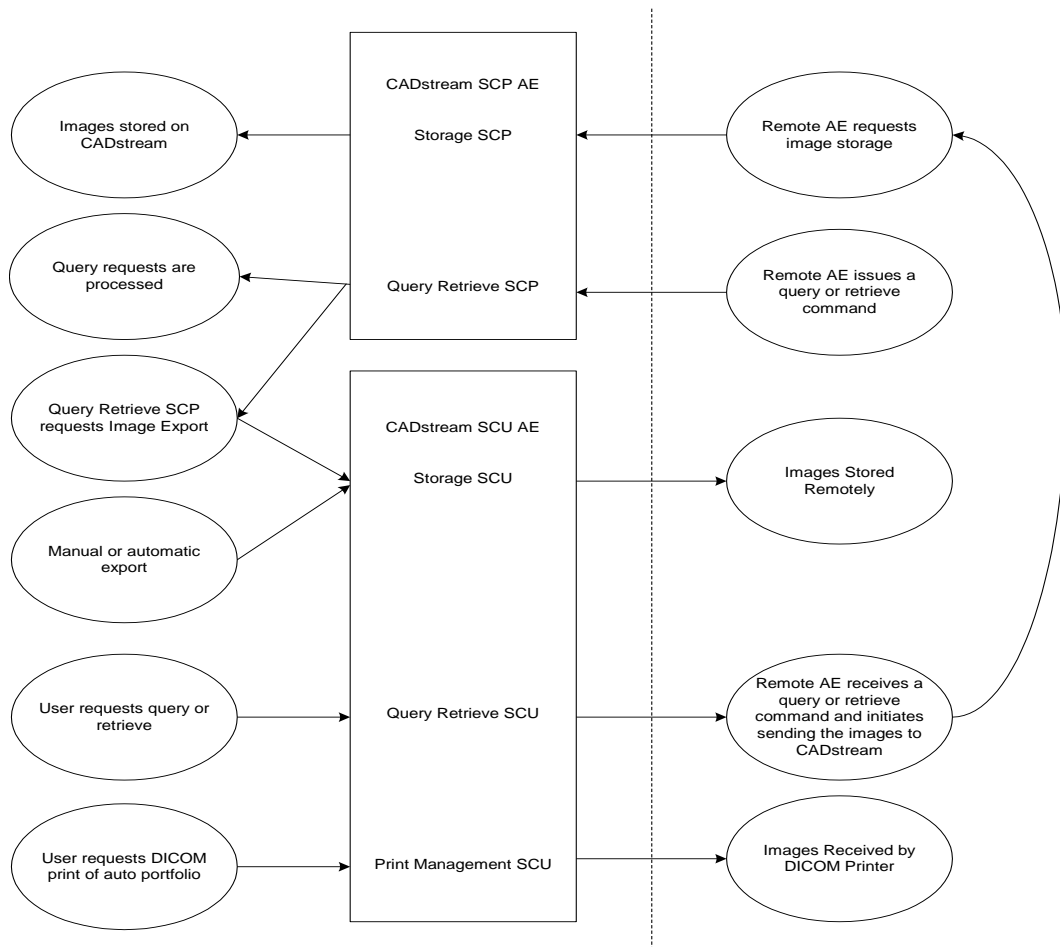 CADstream SCP AE
Images stored on
CADstream
Storage SCP
Remote AE requests
image storage
Query requests are
processed
Query Retrieve SCP
Remote AE issues a
query or retrieve
command
Query Retrieve SCP
requests Image Export
CADstream SCU AE
Storage SCU
Images Stored
Remotely
Manual or automatic
export
User requests query or
retrieve
Query Retrieve SCU
Remote AE receives a
query or retrieve
command and initiates
sending the images to
CADstream
User requests DICOM
print of auto portfolio
Print Management SCU
Images Received by
DICOM Printer